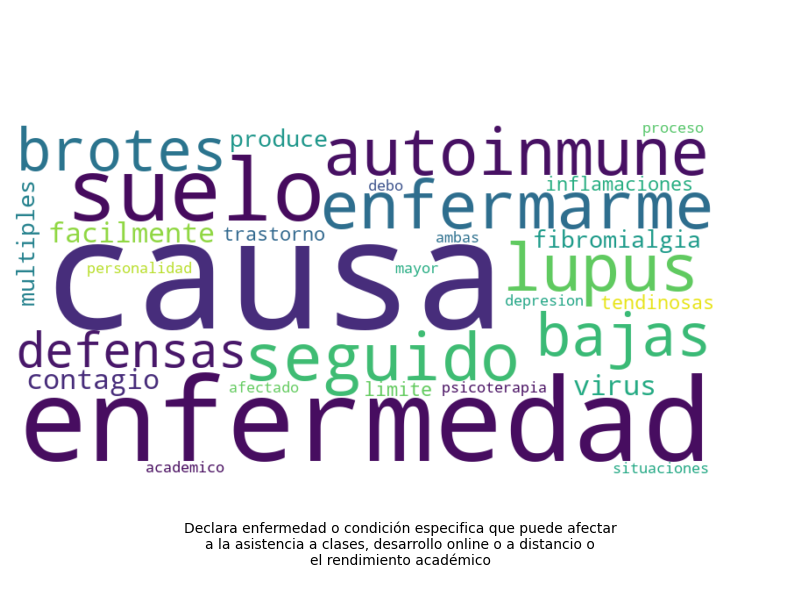 proceso
brotes
produce
autoinmune
suelo
debo
inflamaciones
multiples
enfermarme
facilmente
trastorno
ambas
fibromialgia
causa
personalidad
mayor
lupus
depresion
tendinosas
defensas
seguido
bajas
contagio
afectado
limite
psicoterapia
virus
enfermedad
academico
situaciones
Declara enfermedad o condición especifica que puede afectar
a la asistencia a clases, desarrollo online o a distancio o
el rendimiento académico